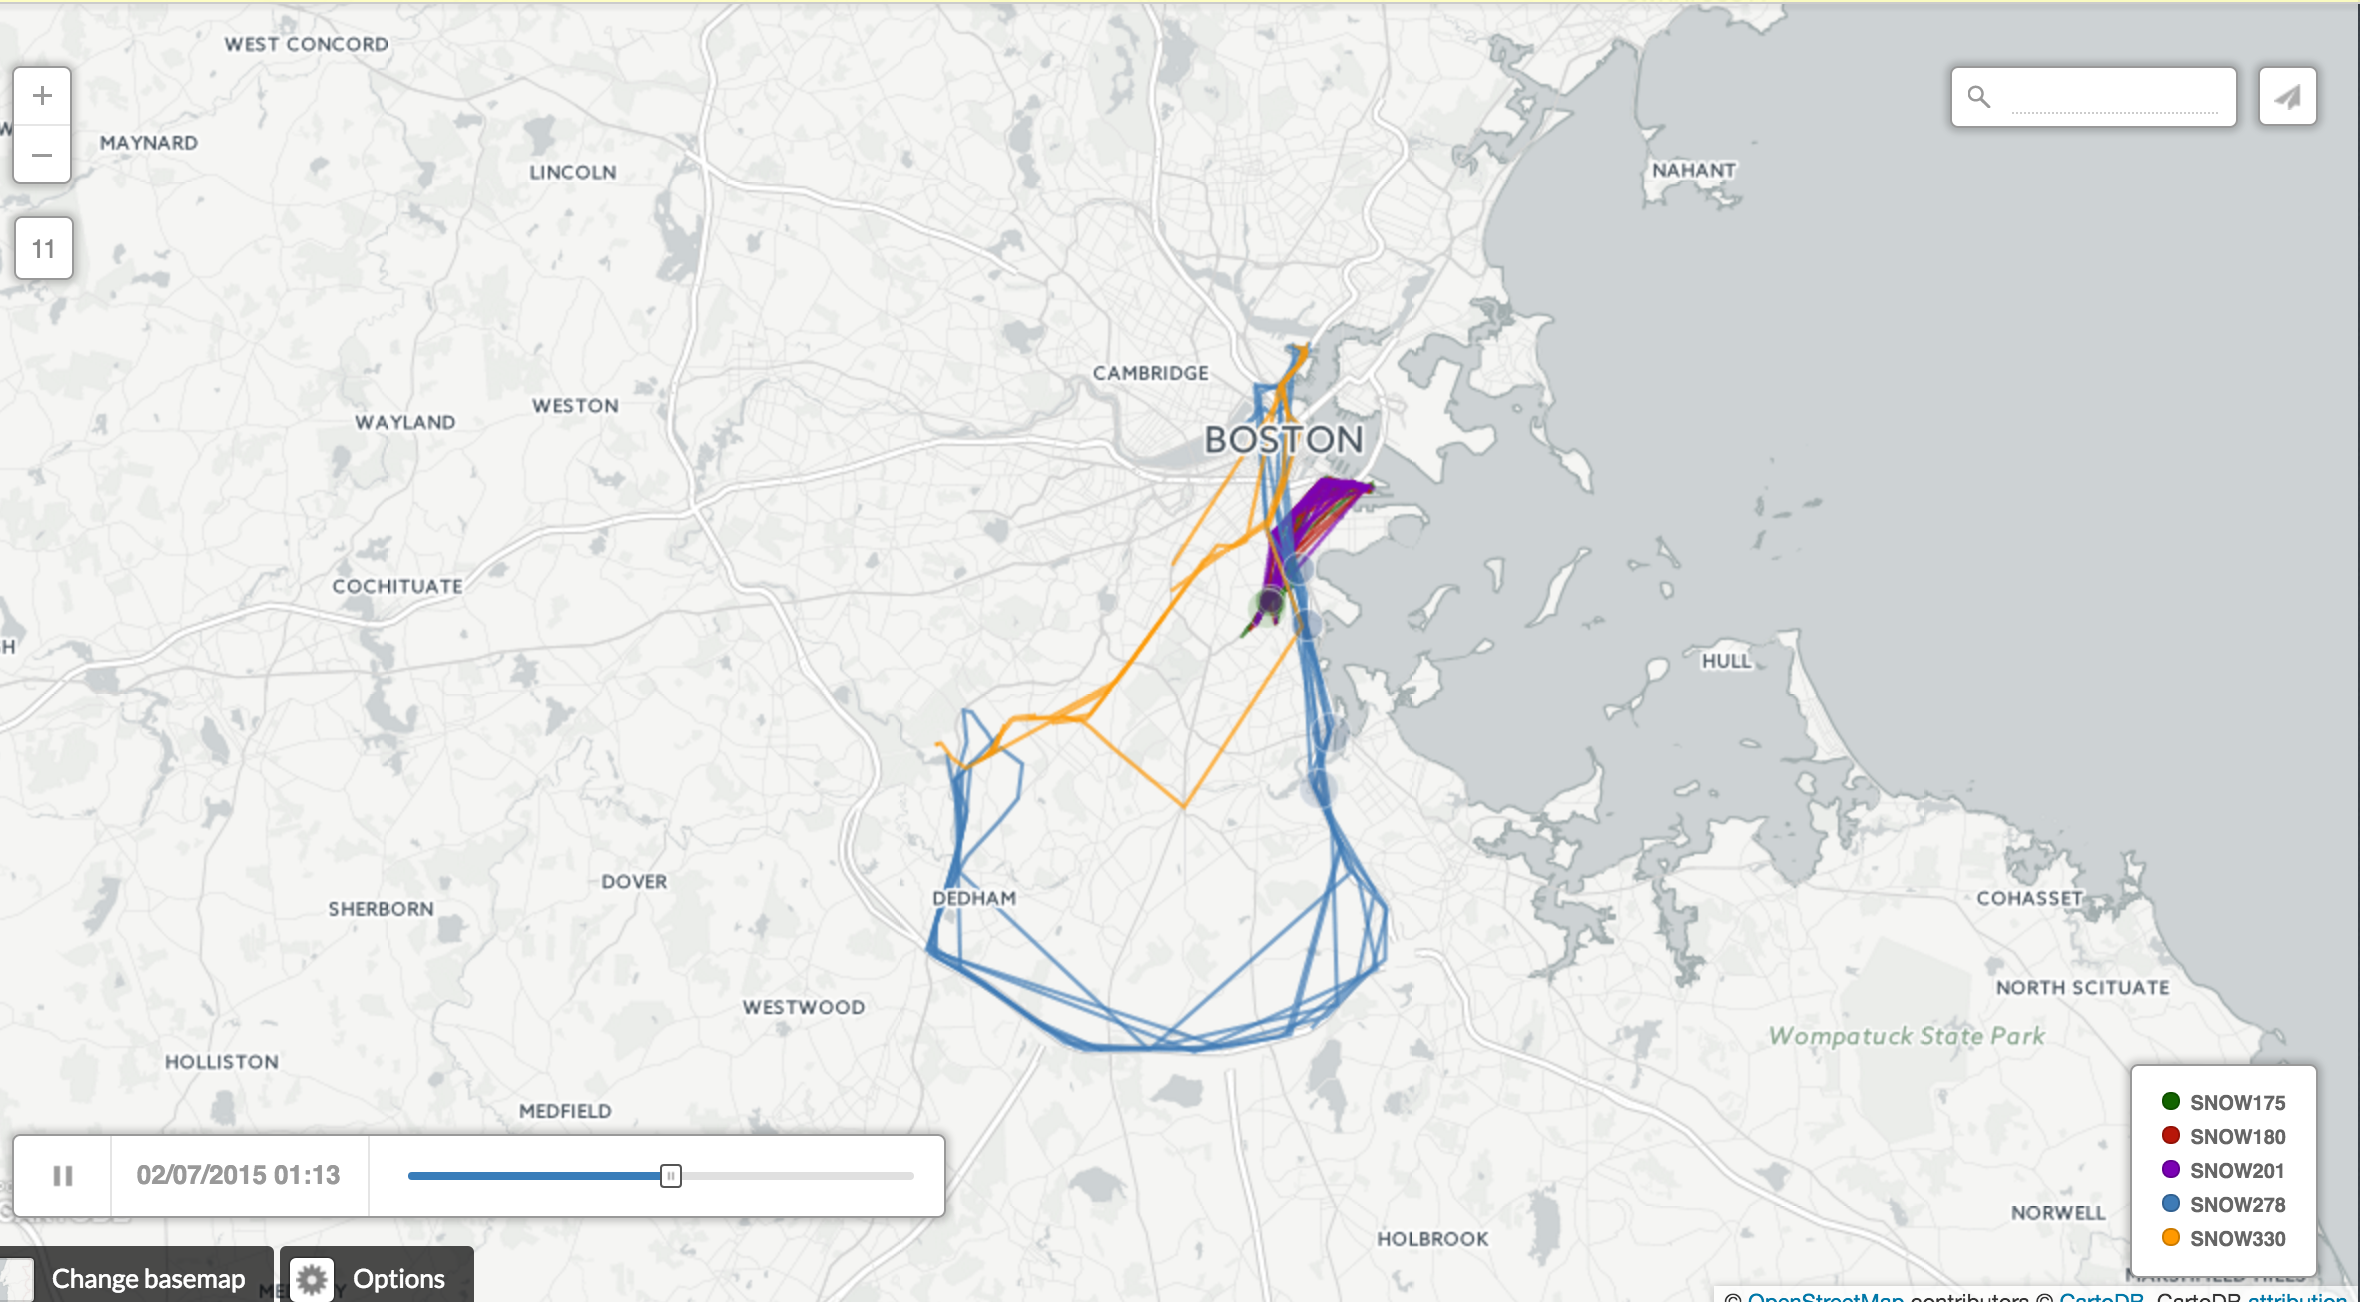 WEST CONCORD
+
MAYNARD
LINCOLN
NAHANT
−
11
CAMBRIDGE
WESTON
WAYLAND
BOSTON
COCHITUATE
H
HULL
DOVER
DEDHAM
SHERBORN
COHASSET
NORTH SCITUATE
WESTWOOD
Wompatuck State Park
HOLLISTON
MEDFIELD
SNOW175
SNOW180
SNOW201
SNOW278
SNOW330
02/07/2015 01:13
NORWELL
HOLBROOK
Change basemap
Options
MARSHFIELD HILLS
© OpenStreetMap contributors © CartoDB, CartoDB attribution